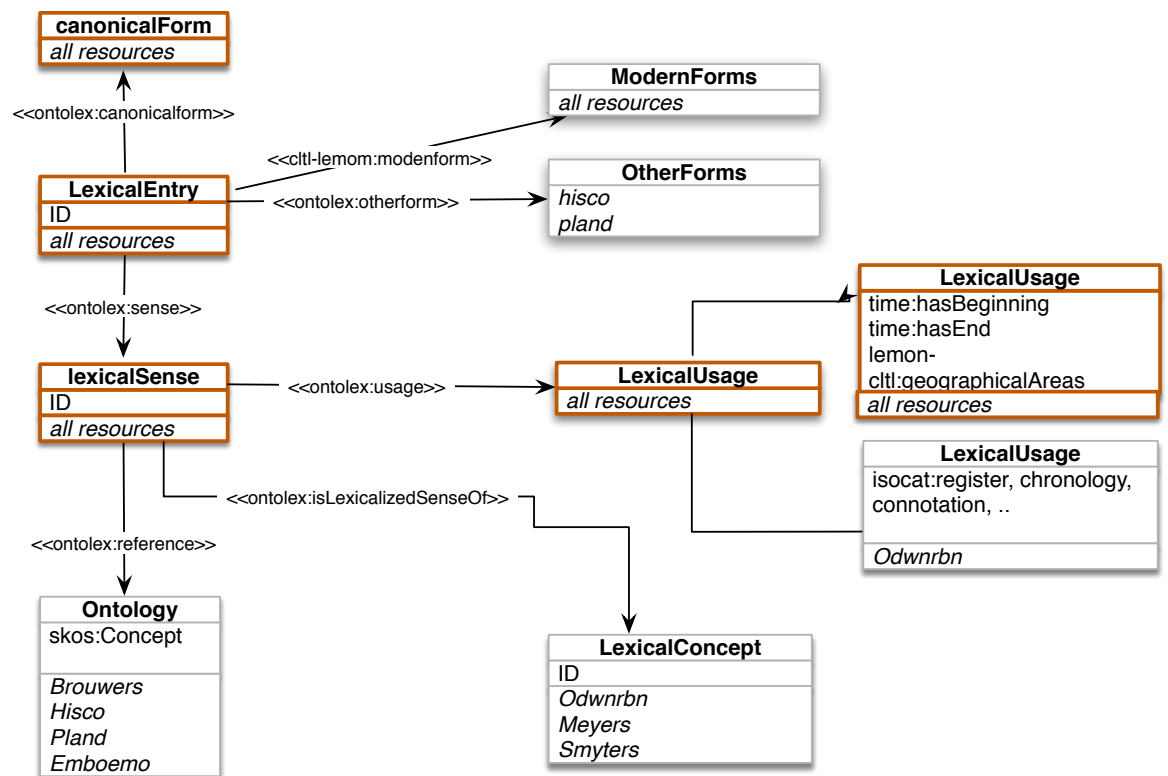 canonicalForm
all resources
<<ontolex:canonicalform>>
ModernForms
all resources
<<cltl-lemom:modenform>>
LexicalEntry
ID
all resources
<<ontolex:otherform>>
OtherForms
hisco
pland
<<ontolex:sense>>
lexicalSense
ID
all resources
<<ontolex:usage>>
LexicalUsage
all resources
LexicalUsage
time:hasBeginning
time:hasEnd
lemon-
cltl:geographicalAreas
all resources
LexicalUsage
isocat:register, chronology,
connotation, ..
Odwnrbn
<<ontolex:isLexicalizedSenseOf>>
<<ontolex:reference>>
Ontology
skos:Concept
Brouwers
Hisco
Pland
Emboemo
LexicalConcept
ID
Odwnrbn
Meyers
Smyters